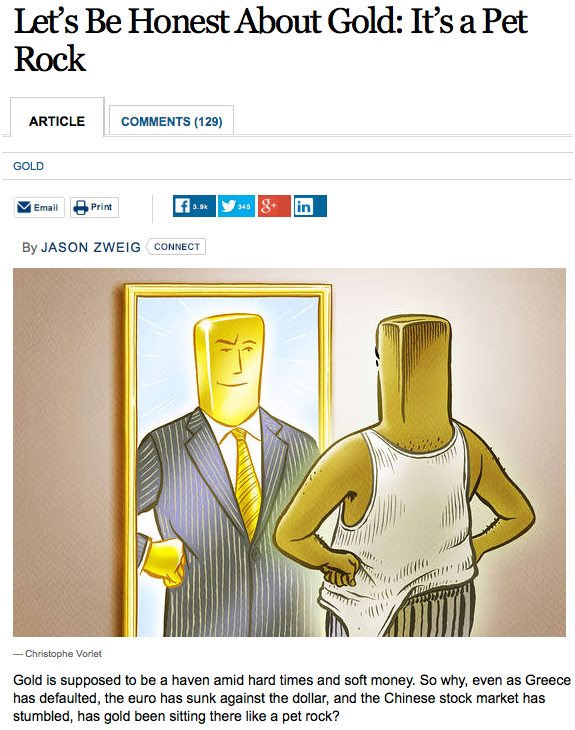 Let’s Be Honest About Gold: It’s a Pet
Rock
ARTICLE
COMMENTS (129)
GOLD
Email
Print
f 3.9k
345
g+
in
By JASON ZWEIG
CONNECT
— Christophe Vorlet
Gold is supposed to be a haven amid hard times and soft money. So why, even as Greece
has defaulted, the euro has sunk against the dollar, and the Chinese stock market has
stumbled, has gold been sitting there like a pet rock?